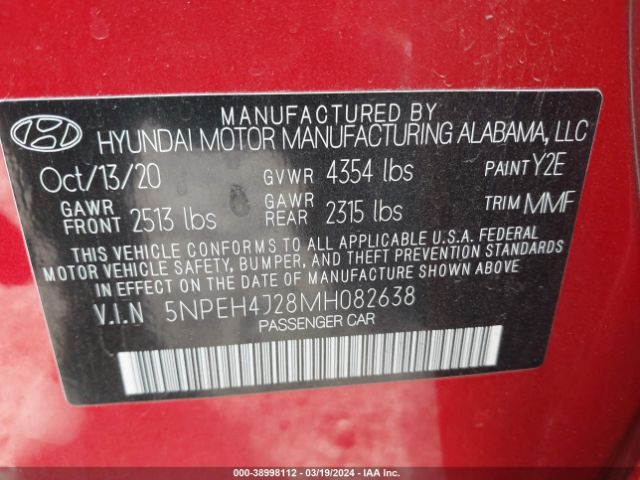 MANUFACTURED BY
HYUNDAI MOTOR MANUFACTURING ALABAMA, LLC
Oct/13/20 GVWR 4354 lbs PAINT Y2E
GAWR FRONT 2513 lbs GAWR REAR 2315 lbs TRIM MMF
THIS VEHICLE CONFORMS TO ALL APPLICABLE U.S.A. FEDERAL
MOTOR VEHICLE SAFETY, BUMPER, AND THEFT PREVENTION STANDARDS
IN EFFECT ON THE DATE OF MANUFACTURE SHOWN ABOVE.
V.I.N 5NPEH4J28MH082638
PASSENGER CAR
000-38998112 - 03/19/2024 - IAA Inc.